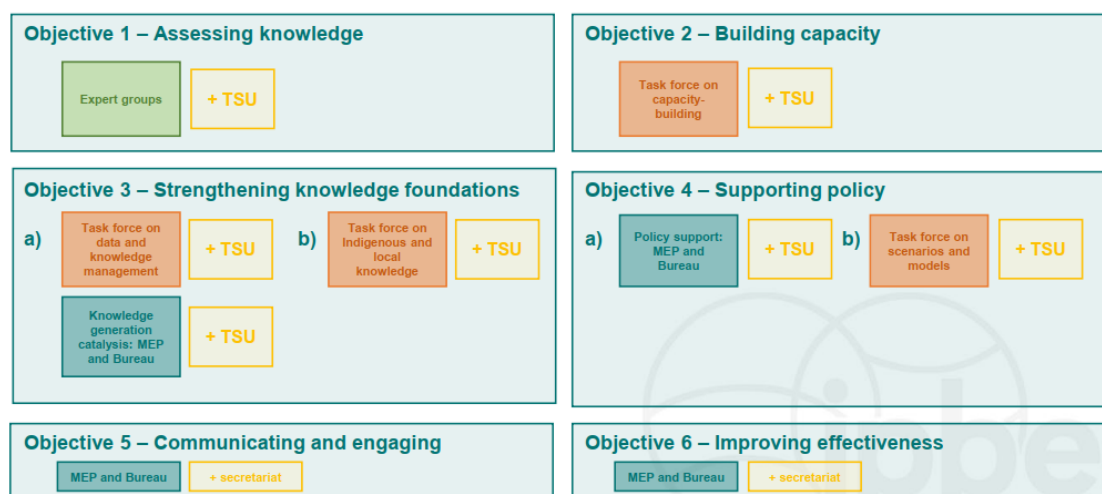 Objective 1 – Assessing knowledge
Expert groups
+ TSU
Objective 2 – Building capacity
Task force on
capacity-
building
+ TSU
Objective 3 – Strengthening knowledge foundations
a)
Task force on
data and
knowledge
management
+ TSU
b)
Task force on
Indigenous and
local
knowledge
+ TSU
Knowledge
generation
catalysis: MEP
and Bureau
+ TSU
Objective 4 – Supporting policy
a)
Policy support:
MEP and
Bureau
+ TSU
b)
Task force on
scenarios and
models
+ TSU
Objective 5 – Communicating and engaging
MEP and Bureau
+ secretariat
Objective 6 – Improving effectiveness
MEP and Bureau
+ secretariat
ipbe